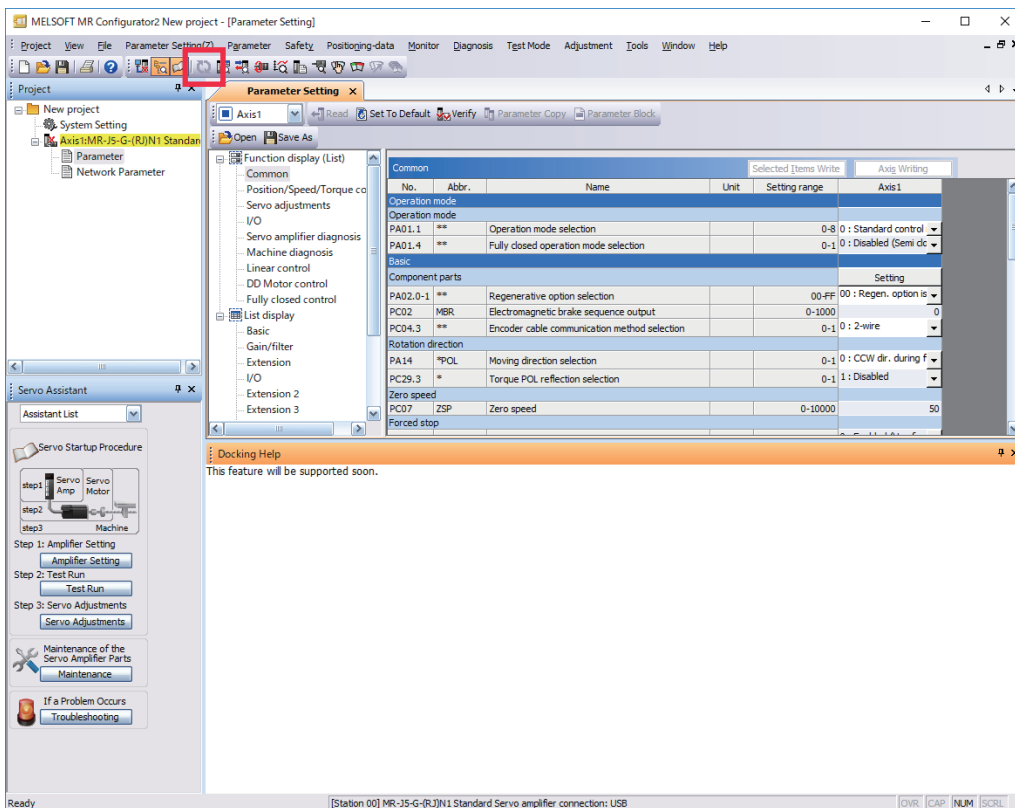 MELSOFT MR Configurator2 New project - [Parameter Setting]
Project View File Parameter Setting(Z) Parameter Safety Positioning-data Monitor Diagnosis Test Mode Adjustment Tools Window Help
Project
New project
System Setting
Axis1:MR-J5-G-(RJ)N1 Standar
Parameter
Network Parameter
Servo Assistant
Assistant List
Servo Startup Procedure
step1 Servo Amp Servo Motor
step2
step3 Machine
Step 1: Amplifier Setting
Amplifier Setting
Step 2: Test Run
Test Run
Step 3: Servo Adjustments
Servo Adjustments
Maintenance of the
Servo Amplifier Parts
Maintenance
If a Problem Occurs
Troubleshooting
Parameter Setting
Axis1 Read Set To Default Verify Parameter Copy Parameter Block
Open Save As
Function display (List)
Common
Position/Speed/Torque co
Servo adjustments
I/O
Servo amplifier diagnosis
Machine diagnosis
Linear control
DD Motor control
Fully closed control
List display
Basic
Gain/filter
Extension
I/O
Extension 2
Extension 3
Common Selected Items Write Axis Writing
No. Abbr. Name Unit Setting range Axis1
Operation mode
Operation mode
PA01.1 ** Operation mode selection 0-8 0 : Standard control
PA01.4 ** Fully closed operation mode selection 0-1 0 : Disabled (Semi clc
Basic
Component parts Setting
PA02.0-1 ** Regenerative option selection 00-FF 00 : Regen. option is
PC02 MBR Electromagnetic brake sequence output 0-1000 0
PC04.3 ** Encoder cable communication method selection 0-1 0 : 2-wire
Rotation direction
PA14 *POL Moving direction selection 0-1 0 : CCW dir. during f
PC29.3 * Torque POL reflection selection 0-1 1 : Disabled
Zero speed
PC07 ZSP Zero speed 0-10000 50
Forced stop
Docking Help
This feature will be supported soon.
Ready [Station 00] MR-J5-G-(RJ)N1 Standard Servo amplifier connection: USB OVR CAP NUM SCRL